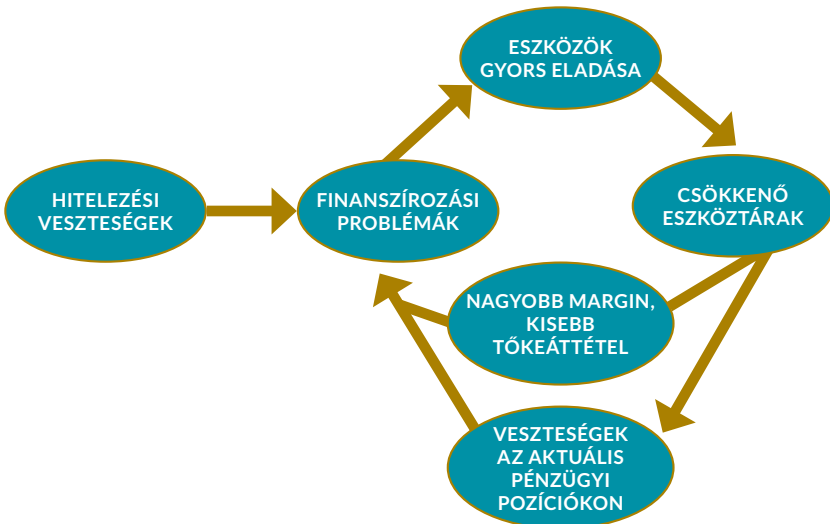 ESZKÖZÖK
GYORS ELADÁSA
HITELEZÉSI
VESZTESÉGEK
FINANSZÍROZÁSI
PROBLÉMÁK
CSÖKKENŐ
ESZKÖZTÁRAK
NAGYOBB MARGIN,
KISEBB
TŐKEÁTTÉTEL
VESZTESÉGEK
AZ AKTUÁLIS
PÉNZÜGYI
POZÍCIÓKON